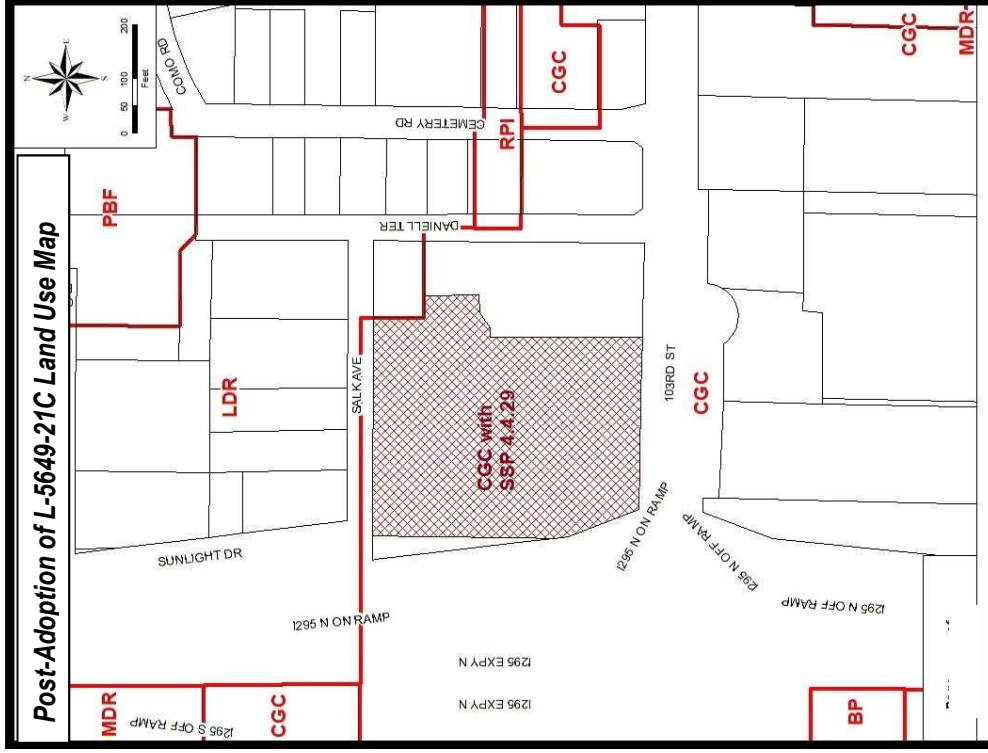 Post-Adoption of L-5649-21C Land Use Map
N
E
S
W
0 50 100 200
Feet
COMO RD
CEMETERY RD
PBF
RPI
CGC
CGC
MDR-
DANIELL TER
LDR
SALK AVE
CGC with
SSP 4.4.29
103RD ST
CGC
SUNLIGHT DR
I295 N ON RAMP
I295 N OFF RAMP
I295 N ON RAMP
I295 N OFF RAMP
I295 EXPY N
I295 EXPY N
MDR
I295 S OFF RAMP
CGC
BP